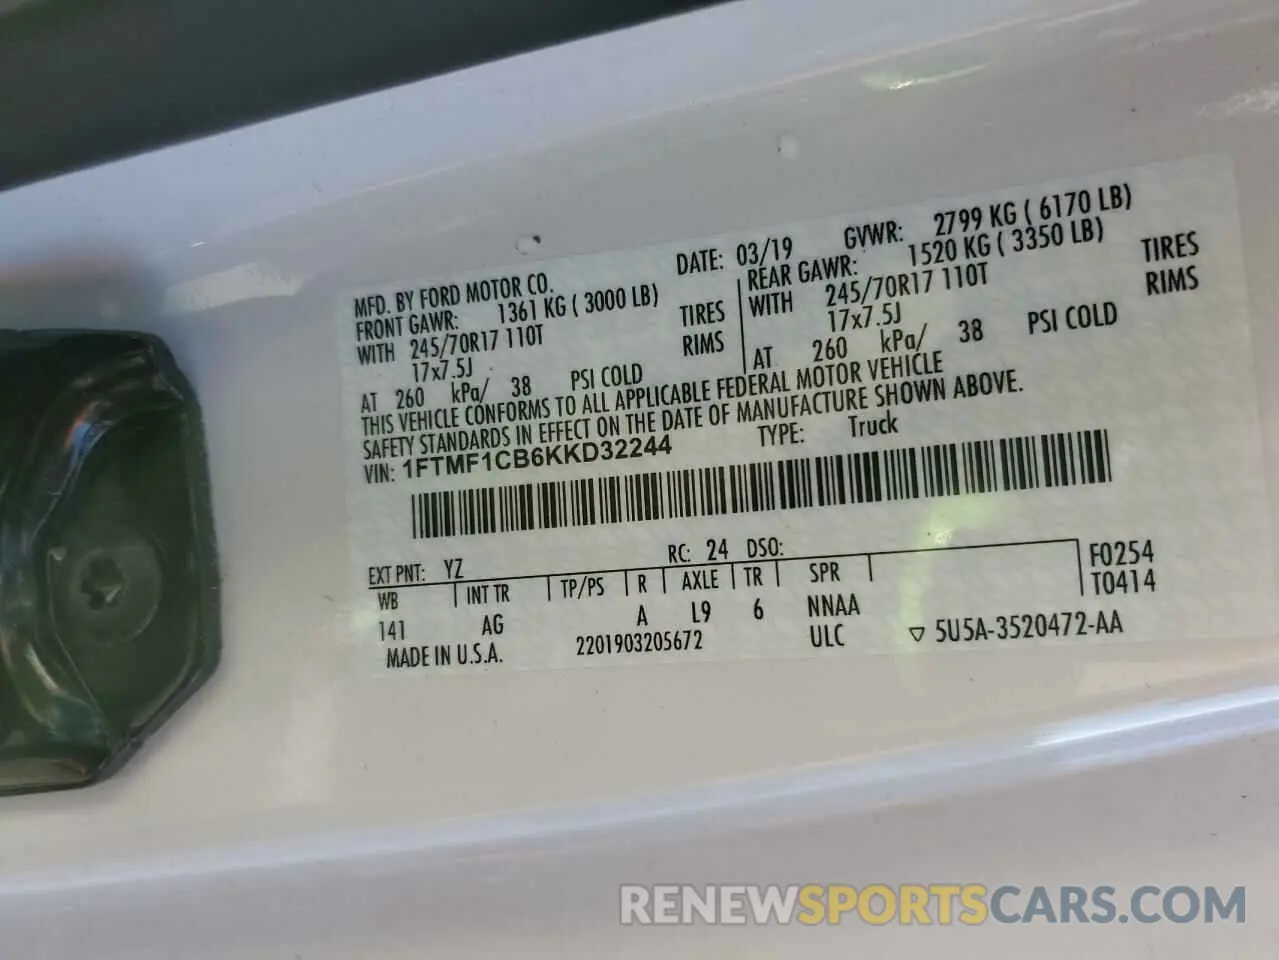 MFD. BY FORD MOTOR CO. DATE: 03/19 GVWR: 2799 KG ( 6170 LB)
FRONT GAWR: 1361 KG ( 3000 LB) REAR GAWR: 1520 KG ( 3350 LB)
WITH 245/70R17 110T TIRES WITH 245/70R17 110T TIRES
17x7.5J RIMS 17x7.5J RIMS
AT 260 kPa/ 38 PSI COLD AT 260 kPa/ 38 PSI COLD
THIS VEHICLE CONFORMS TO ALL APPLICABLE FEDERAL MOTOR VEHICLE
SAFETY STANDARDS IN EFFECT ON THE DATE OF MANUFACTURE SHOWN ABOVE.
VIN: 1FTMF1CB6KKD32244 TYPE: Truck
EXT PNT: YZ RC: 24 DSO: F0254
WB INT TR TP/PS R AXLE TR SPR T0414
141 AG A L9 6 NNAA
MADE IN U.S.A. 2201903205672 ULC ▽ 5U5A-3520472-AA
RENEWSPORTSCARS.COM